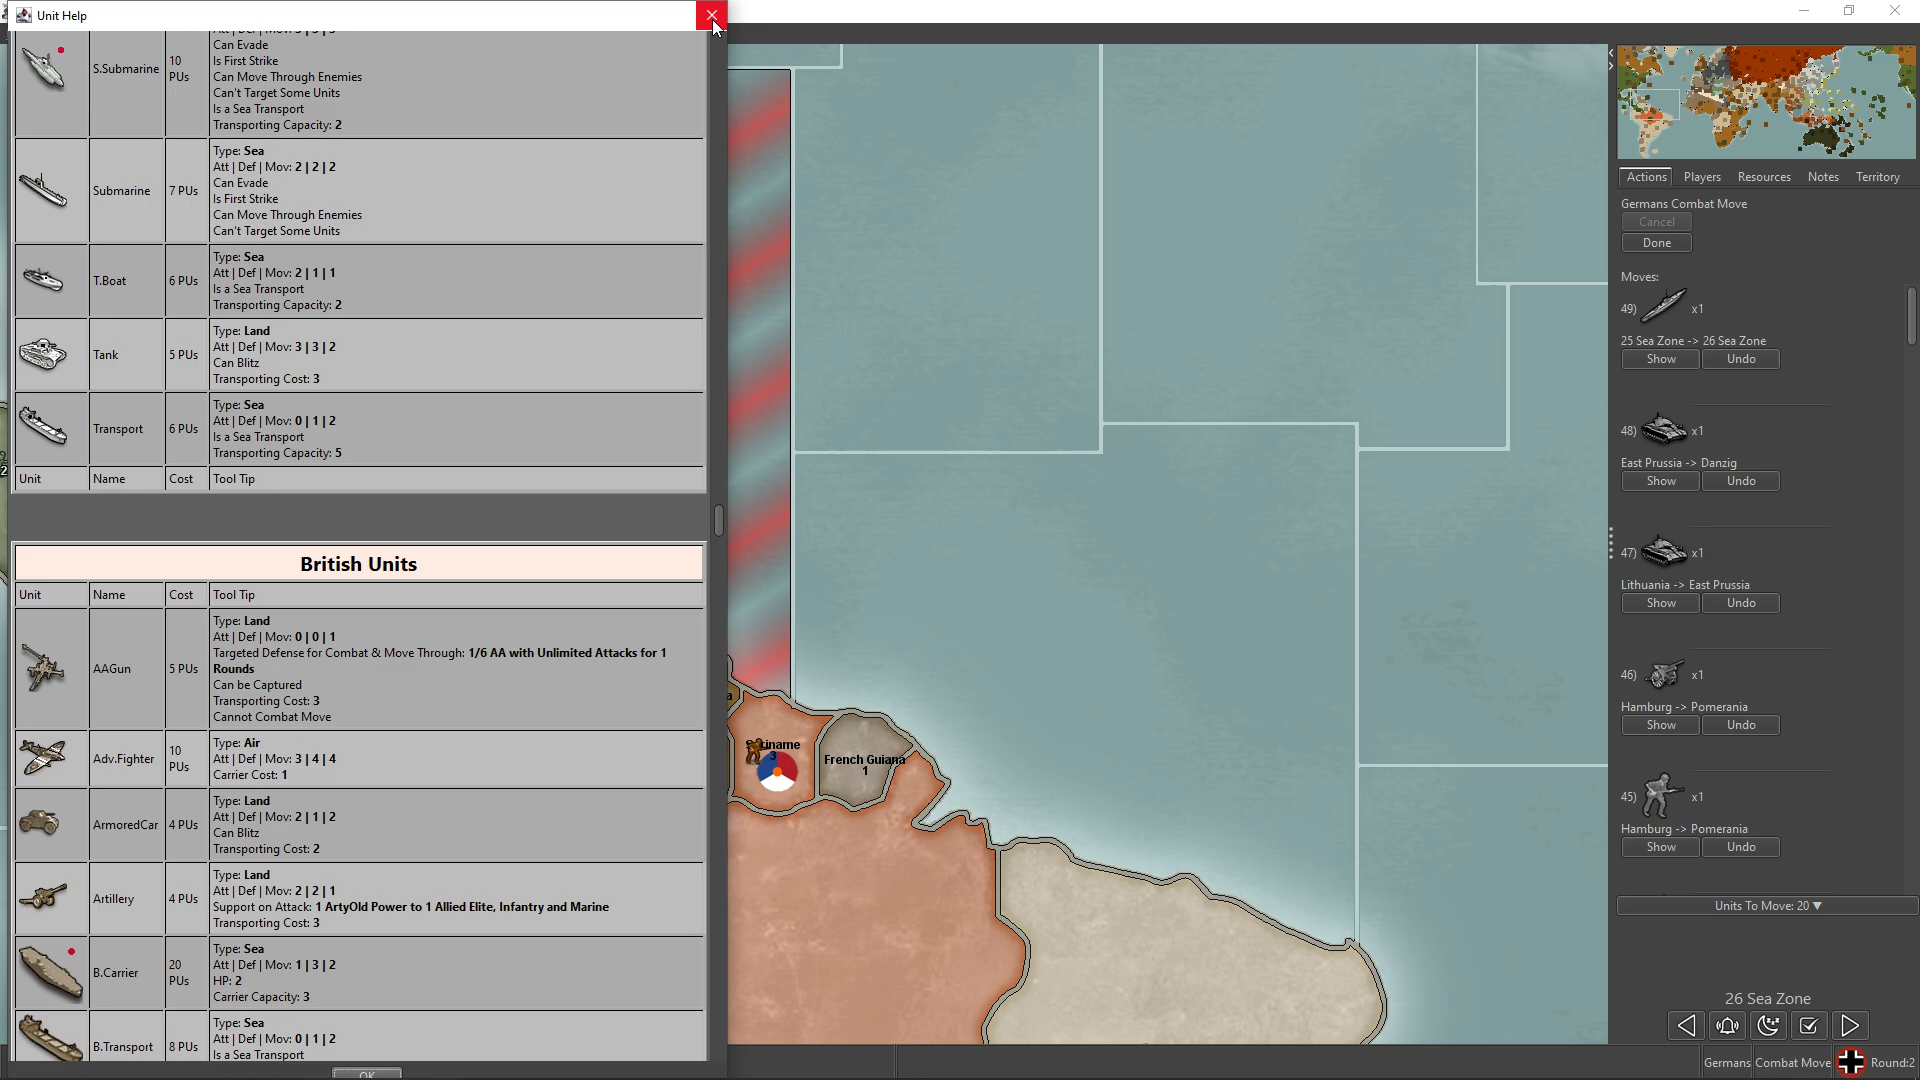 Unit Help
S.Submarine
10 PUs
Can Evade
Is First Strike
Can Move Through Enemies
Can't Target Some Units
Is a Sea Transport
Transporting Capacity: 2
Submarine
7 PUs
Type: Sea
Att | Def | Mov: 2 | 2 | 2
Can Evade
Is First Strike
Can Move Through Enemies
Can't Target Some Units
T.Boat
6 PUs
Type: Sea
Att | Def | Mov: 2 | 1 | 1
Is a Sea Transport
Transporting Capacity: 2
Tank
5 PUs
Type: Land
Att | Def | Mov: 3 | 3 | 2
Can Blitz
Transporting Cost: 3
Transport
6 PUs
Type: Sea
Att | Def | Mov: 0 | 1 | 2
Is a Sea Transport
Transporting Capacity: 5
Unit Name Cost Tool Tip
British Units
Unit Name Cost Tool Tip
AAGun
5 PUs
Type: Land
Att | Def | Mov: 0 | 0 | 1
Targeted Defense for Combat & Move Through: 1/6 AA with Unlimited Attacks for 1
Rounds
Can be Captured
Transporting Cost: 3
Cannot Combat Move
Adv.Fighter
10 PUs
Type: Air
Att | Def | Mov: 3 | 4 | 4
Carrier Cost: 1
ArmoredCar
4 PUs
Type: Land
Att | Def | Mov: 2 | 1 | 2
Can Blitz
Transporting Cost: 2
Artillery
4 PUs
Type: Land
Att | Def | Mov: 2 | 2 | 1
Support on Attack: 1 ArtyOld Power to 1 Allied Elite, Infantry and Marine
Transporting Cost: 3
B.Carrier
20 PUs
Type: Sea
Att | Def | Mov: 1 | 3 | 2
HP: 2
Carrier Capacity: 3
B.Transport
8 PUs
Type: Sea
Att | Def | Mov: 0 | 1 | 2
Is a Sea Transport
OK
2
3
French Guiana
1
Actions Players Resources Notes Territory
Germans Combat Move
Cancel
Done
Moves:
49) x1
25 Sea Zone -> 26 Sea Zone
Show Undo
48) x1
East Prussia -> Danzig
Show Undo
47) x1
Lithuania -> East Prussia
Show Undo
46) x1
Hamburg -> Pomerania
Show Undo
45) x1
Hamburg -> Pomerania
Show Undo
Units To Move: 20 ▼
26 Sea Zone
Germans Combat Move Round:2